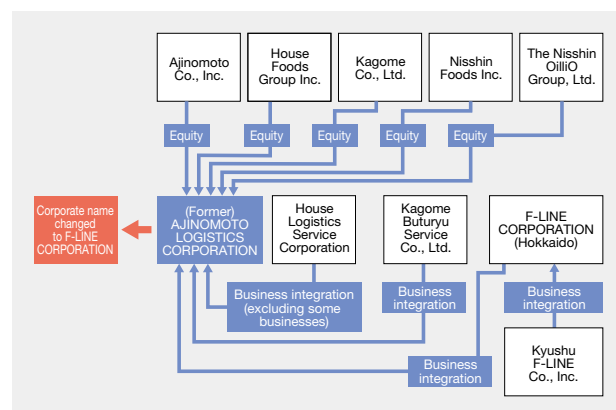 Ajinomoto
Co., Inc.
House
Foods
Group Inc.
Kagome
Co., Ltd.
Nisshin
Foods Inc.
The Nisshin
OilliO
Group, Ltd.
Equity
Equity
Equity
Equity
Equity
Corporate name
changed
to F-LINE
CORPORATION
(Former)
AJINOMOTO
LOGISTICS
CORPORATION
House
Logistics
Service
Corporation
Kagome
Buturyu
Service
Co., Ltd.
F-LINE
CORPORATION
(Hokkaido)
Business integration
(excluding some
businesses)
Business
integration
Business
integration
Business
integration
Kyushu
F-LINE
Co., Inc.